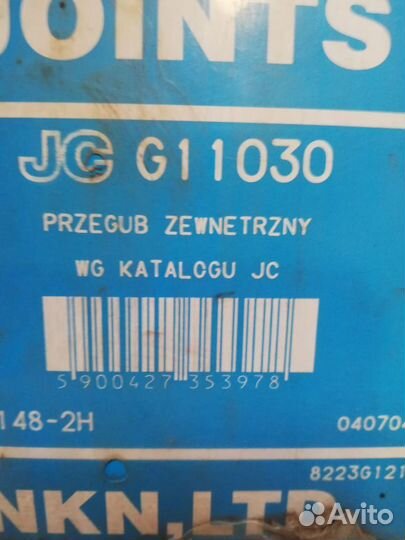 JOINTS
JC G11030
PRZEGUB ZEWNETRZNY
WG KATALOGU JC
5 900427 353978
148-2H
040704
8223G121
NKN,LTD
Avito